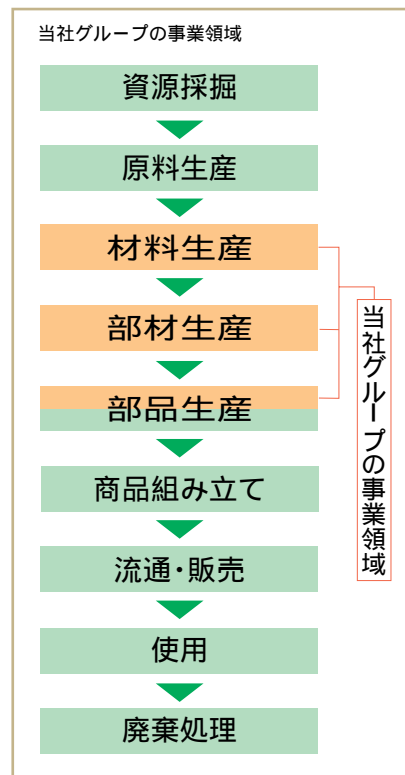 当社グループの事業領域
資源採掘
原料生産
材料生産
部材生産
部品生産
商品組み立て
流通・販売
使用
廃棄処理
当社グループの事業領域